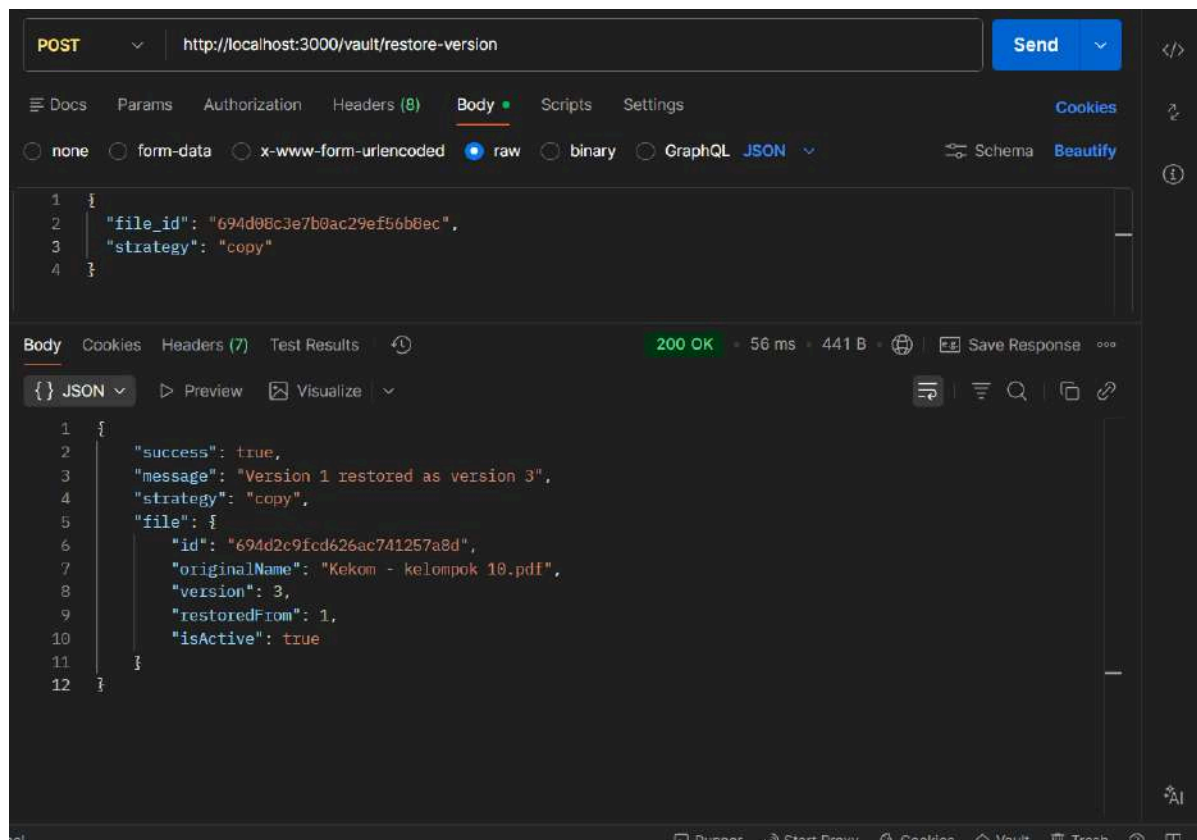 POST http://localhost:3000/vault/restore-version Send
Docs Params Authorization Headers (8) Body Scripts Settings Cookies
none form-data x-www-form-urlencoded raw binary GraphQL JSON Schema Beautify
1 {
2 "file_id": "694d08c3e7b0ac29ef56b8ec",
3 "strategy": "copy"
4 }
Body Cookies Headers (7) Test Results 200 OK 56 ms 441 B e.g. Save Response
{} JSON Preview Visualize
1 {
2 "success": true,
3 "message": "Version 1 restored as version 3",
4 "strategy": "copy",
5 "file": {
6 "id": "694d2c9fcd626ac741257a8d",
7 "originalName": "Kekom - kelompok 10.pdf",
8 "version": 3,
9 "restoredFrom": 1,
10 "isActive": true
11 }
12 }
AI
Runner Start Proxy Cookies Vault Trash